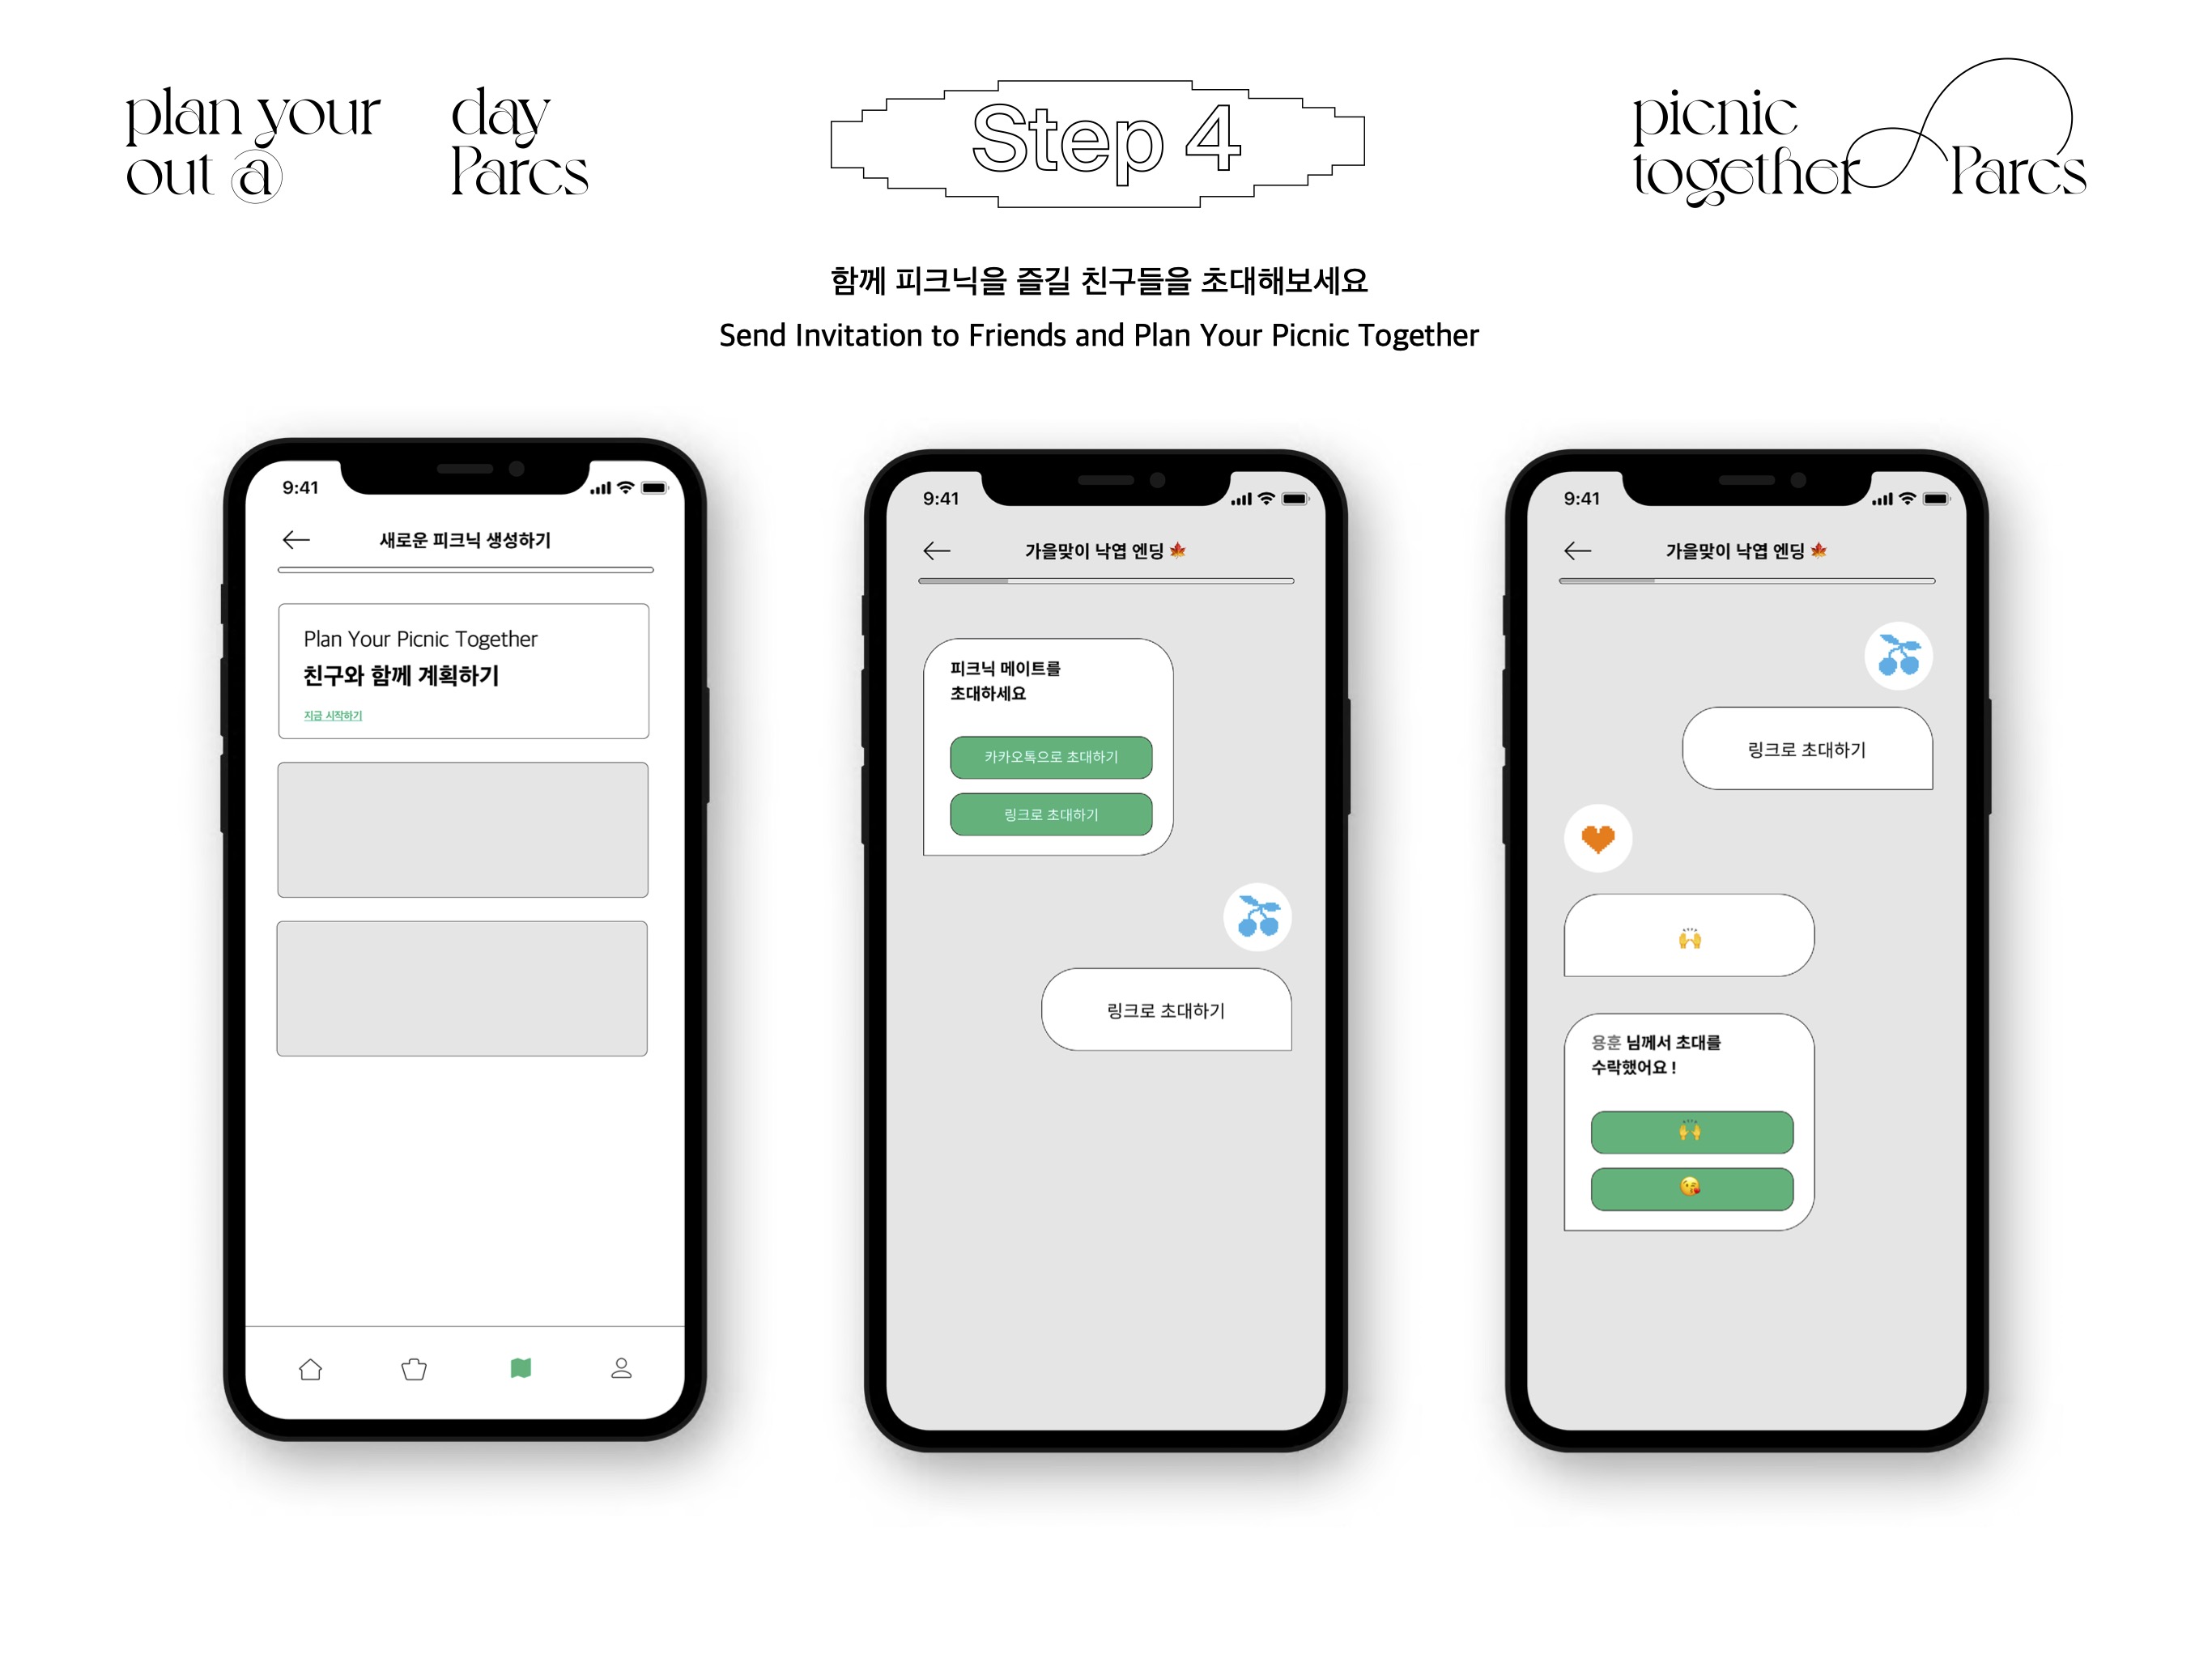 plan your day
out @ Parcs
Step 4
picnic
together Parcs
함께 피크닉을 즐길 친구들을 초대해보세요
Send Invitation to Friends and Plan Your Picnic Together
9:41
새로운 피크닉 생성하기
Plan Your Picnic Together
친구와 함께 계획하기
지금 시작하기
9:41
가을맞이 낙엽 엔딩 🍁
피크닉 메이트를
초대하세요
카카오톡으로 초대하기
링크로 초대하기
링크로 초대하기
9:41
가을맞이 낙엽 엔딩 🍁
링크로 초대하기
🙌
용훈 님께서 초대를
수락했어요 !
🙌
😘